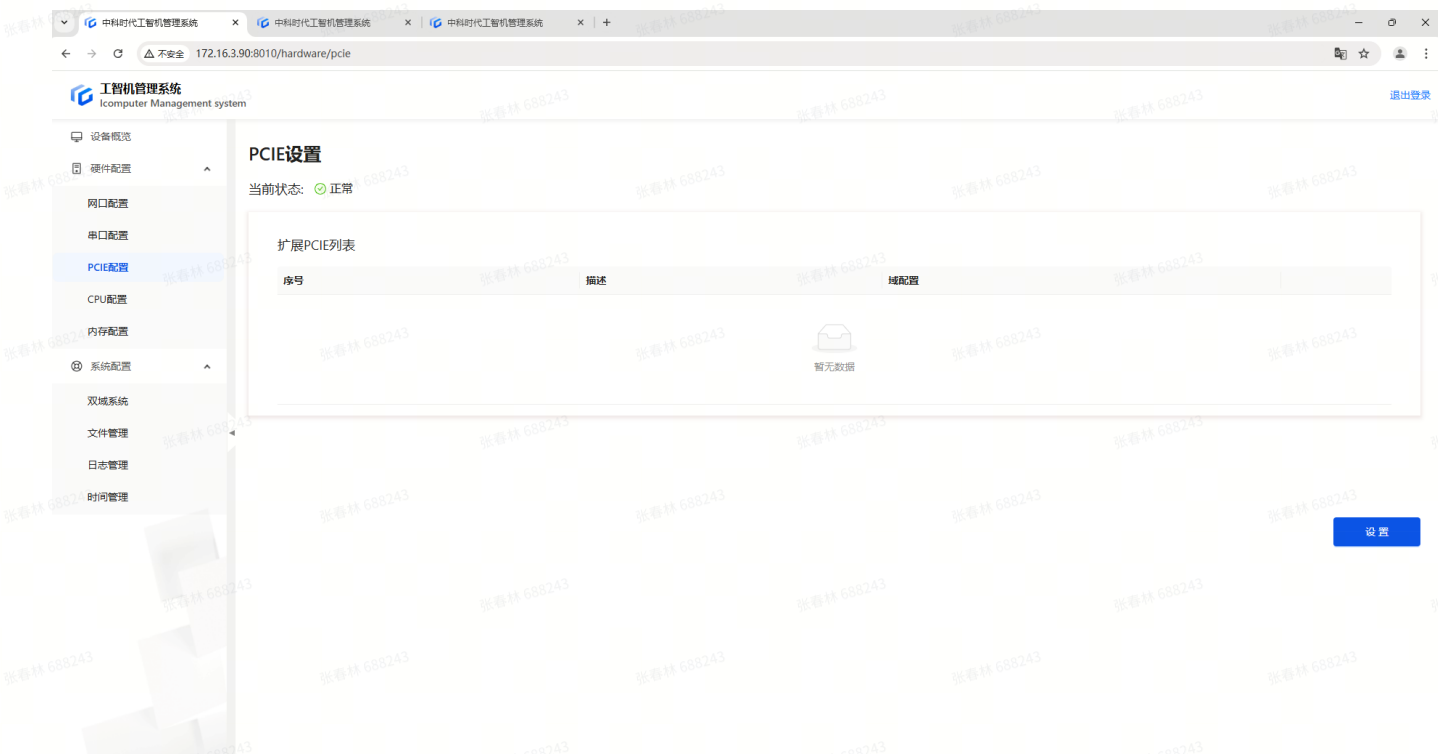 中科时代工智机管理系统
中科时代工智机管理系统
中科时代工智机管理系统
不安全 172.16.3.90:8010/hardware/pcie
工智机管理系统
Icomputer Management system
退出登录
设备概览
硬件配置
网口配置
串口配置
PCIE配置
CPU配置
内存配置
系统配置
双域系统
文件管理
日志管理
时间管理
PCIE设置
当前状态: 正常
扩展PCIE列表
序号 描述 域配置
暂无数据
设 置
张春林 688243